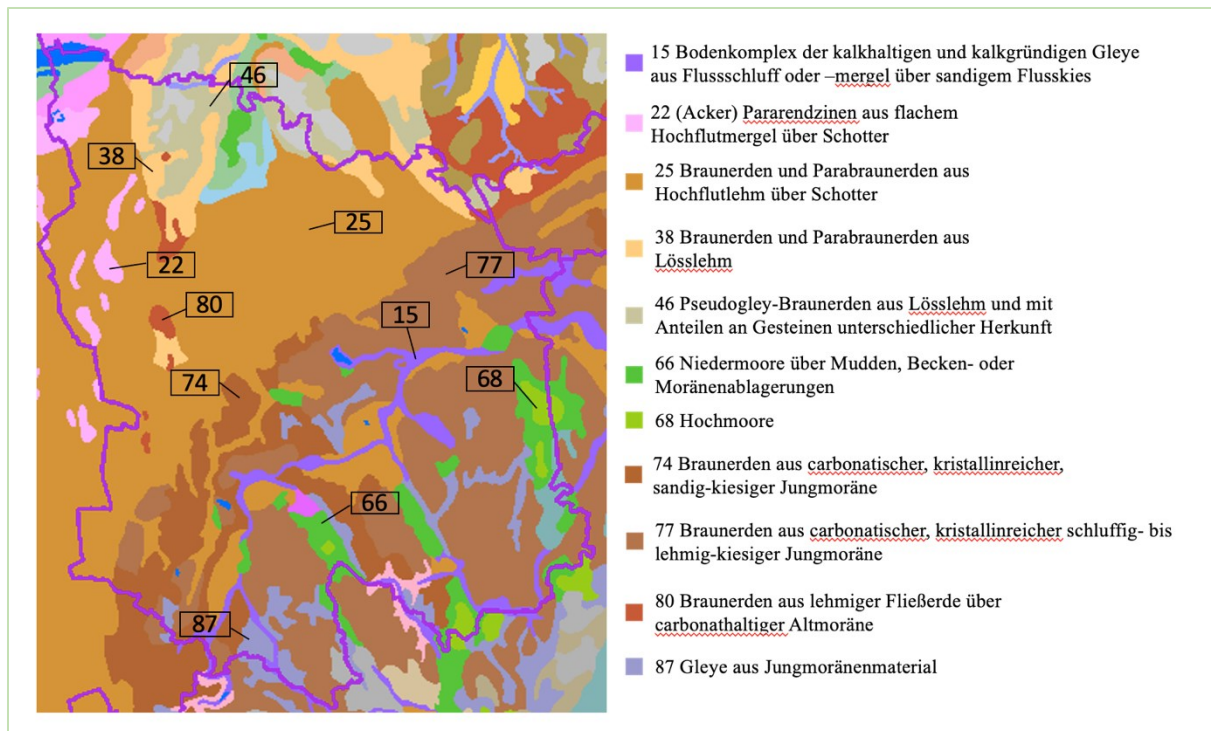 46
38
25
22
77
80
15
74
68
66
87
15 Bodenkomplex der kalkhaltigen und kalkgründigen Gleye
aus Flussschluff oder –mergel über sandigem Flusskies
22 (Acker) Pararendzinen aus flachem
Hochflutmergel über Schotter
25 Braunerden und Parabraunerden aus
Hochflutlehm über Schotter
38 Braunerden und Parabraunerden aus
Lösslehm
46 Pseudogley-Braunerden aus Lösslehm und mit
Anteilen an Gesteinen unterschiedlicher Herkunft
66 Niedermoore über Mudden, Becken- oder
Moränenablagerungen
68 Hochmoore
74 Braunerden aus carbonatischer, kristallinreicher,
sandig-kiesiger Jungmoräne
77 Braunerden aus carbonatischer, kristallinreicher schluffig- bis
lehmig-kiesiger Jungmoräne
80 Braunerden aus lehmiger Fließerde über
carbonathaltiger Altmoräne
87 Gleye aus Jungmoränenmaterial